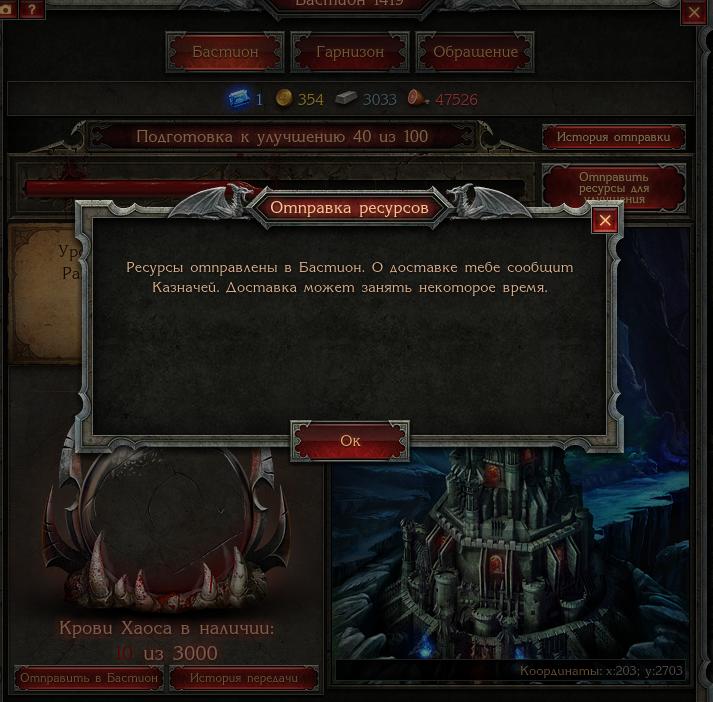 Бастион 1419
?
Бастион
Гарнизон
Обращение
1 354 3033 47526
Подготовка к улучшению 40 из 100
История отправки
Отправить
ресурсы для
улучшения
Отправка ресурсов
Ресурсы отправлены в Бастион. О доставке тебе сообщит
Казначей. Доставка может занять некоторое время.
Ок
Крови Хаоса в наличии:
10 из 3000
Отправить в Бастион
История передачи
Координаты: x:203; y:2703